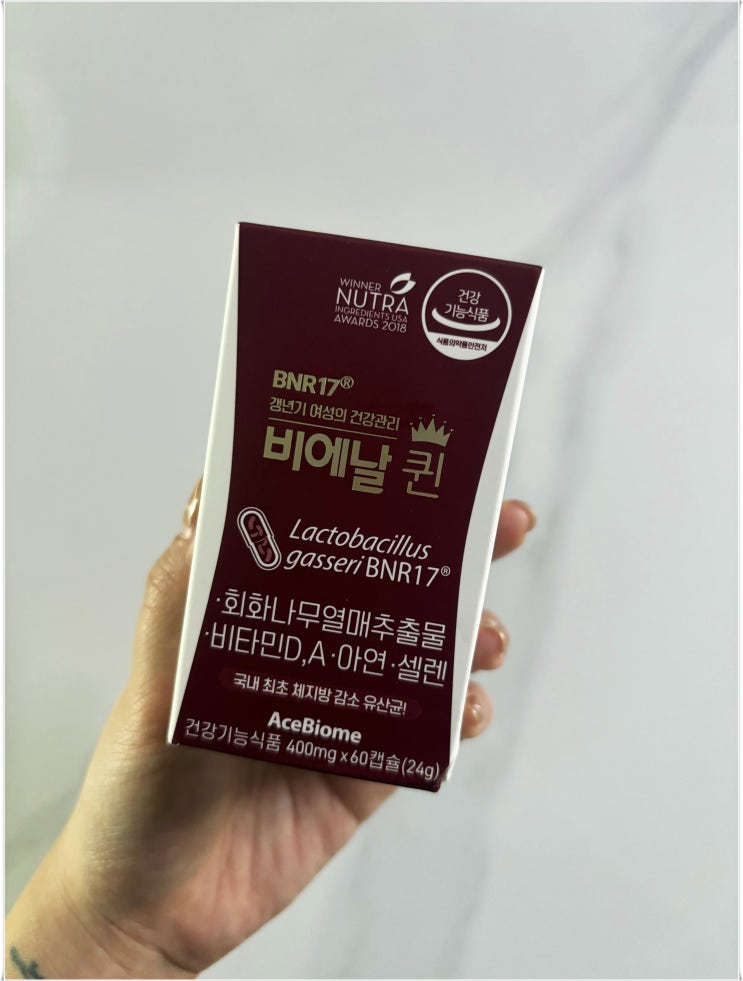 WINNER
NUTRA
INGREDIENTS USA
AWARDS 2018
건강
기능식품
식품의약품안전처
BNR17®
갱년기 여성의 건강관리
비에날 퀸
Lactobacillus
gasseri BNR17®
·회화나무열매추출물
·비타민D,A·아연·셀렌
국내 최초 체지방 감소 유산균!
AceBiome
건강기능식품 400mg x 60캡슐(24g)